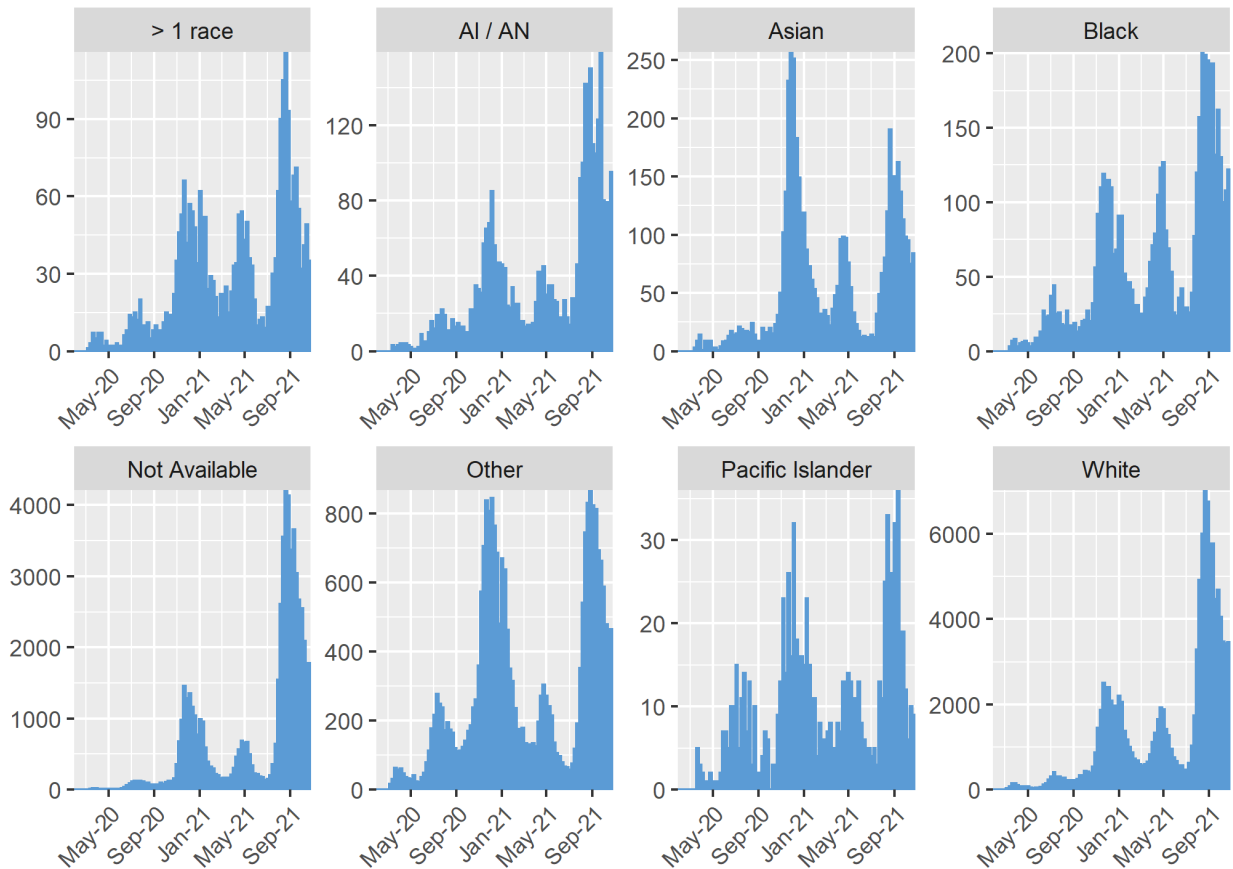 > 1 race
AI / AN
Asian
Black
90
60
30
0
120
80
40
0
250
200
150
100
50
0
200
150
100
50
0
May-20 Sep-20 Jan-21 May-21 Sep-21
May-20 Sep-20 Jan-21 May-21 Sep-21
May-20 Sep-20 Jan-21 May-21 Sep-21
May-20 Sep-20 Jan-21 May-21 Sep-21
Not Available
Other
Pacific Islander
White
4000
3000
2000
1000
0
800
600
400
200
0
30
20
10
0
6000
4000
2000
0
May-20 Sep-20 Jan-21 May-21 Sep-21
May-20 Sep-20 Jan-21 May-21 Sep-21
May-20 Sep-20 Jan-21 May-21 Sep-21
May-20 Sep-20 Jan-21 May-21 Sep-21